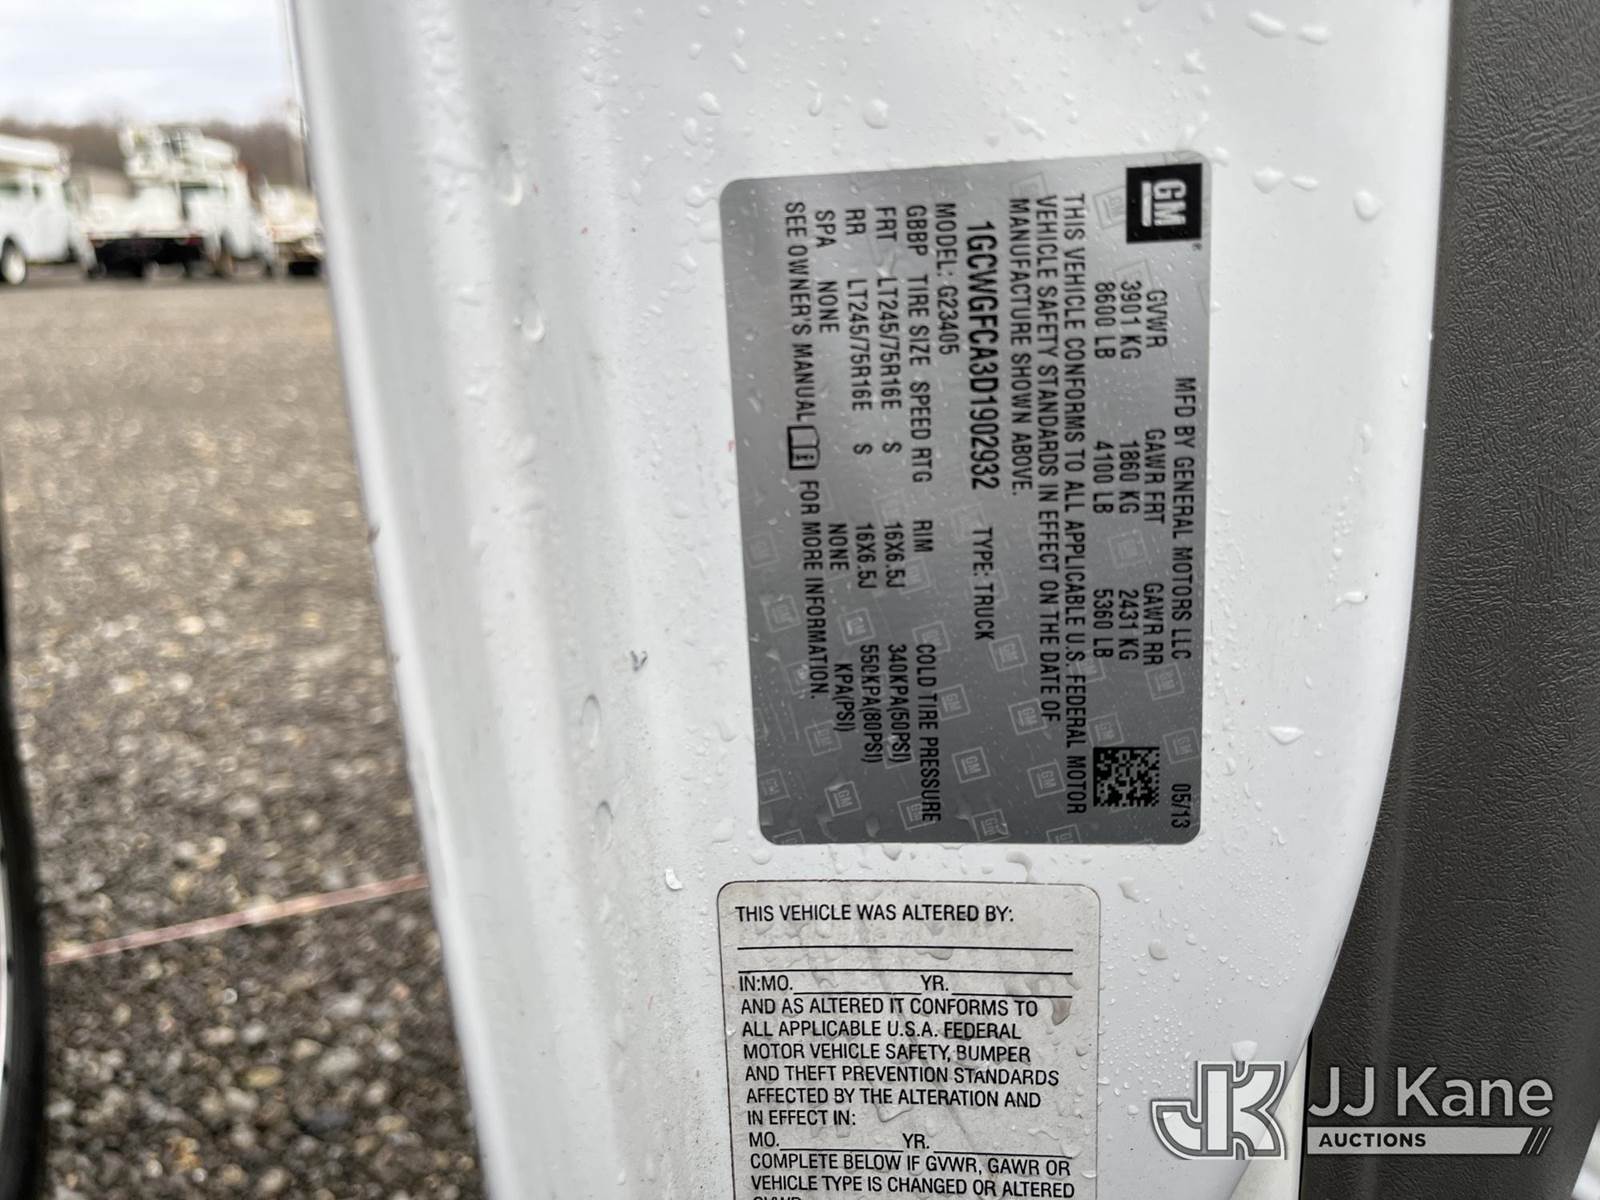 GM
MFD BY GENERAL MOTORS LLC 05/13
GVWR GAWR FRT GAWR RR
3901 KG 1860 KG 2431 KG
8600 LB 4100 LB 5360 LB
THIS VEHICLE CONFORMS TO ALL APPLICABLE U.S. FEDERAL MOTOR
VEHICLE SAFETY STANDARDS IN EFFECT ON THE DATE OF
MANUFACTURE SHOWN ABOVE.
1GCWGFCA3D1902932 TYPE: TRUCK
MODEL: G23405
GBBP TIRE SIZE SPEED RTG RIM COLD TIRE PRESSURE
FRT LT245/75R16E S 16X6.5J 340KPA(50PSI)
RR LT245/75R16E S 16X6.5J 550KPA(80PSI)
SPA NONE NONE KPA(PSI)
SEE OWNER'S MANUAL FOR MORE INFORMATION.
THIS VEHICLE WAS ALTERED BY:
IN:MO. YR.
AND AS ALTERED IT CONFORMS TO
ALL APPLICABLE U.S.A. FEDERAL
MOTOR VEHICLE SAFETY, BUMPER
AND THEFT PREVENTION STANDARDS
AFFECTED BY THE ALTERATION AND
IN EFFECT IN:
MO. YR.
COMPLETE BELOW IF GVWR, GAWR OR
VEHICLE TYPE IS CHANGED OR ALTERED
JK JJ Kane
AUCTIONS